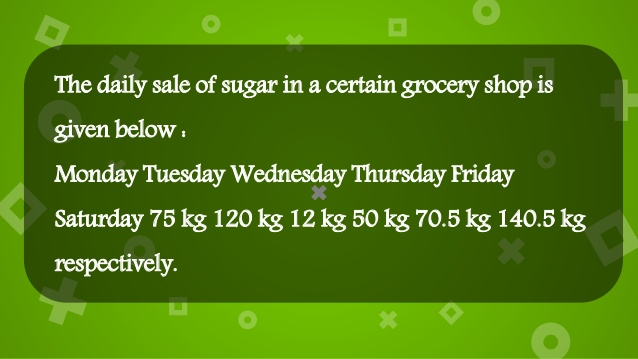 The daily sale of sugar in a certain grocery shop is
given below :
Monday Tuesday Wednesday Thursday Friday
Saturday 75 kg 120 kg 12 kg 50 kg 70.5 kg 140.5 kg
respectively.